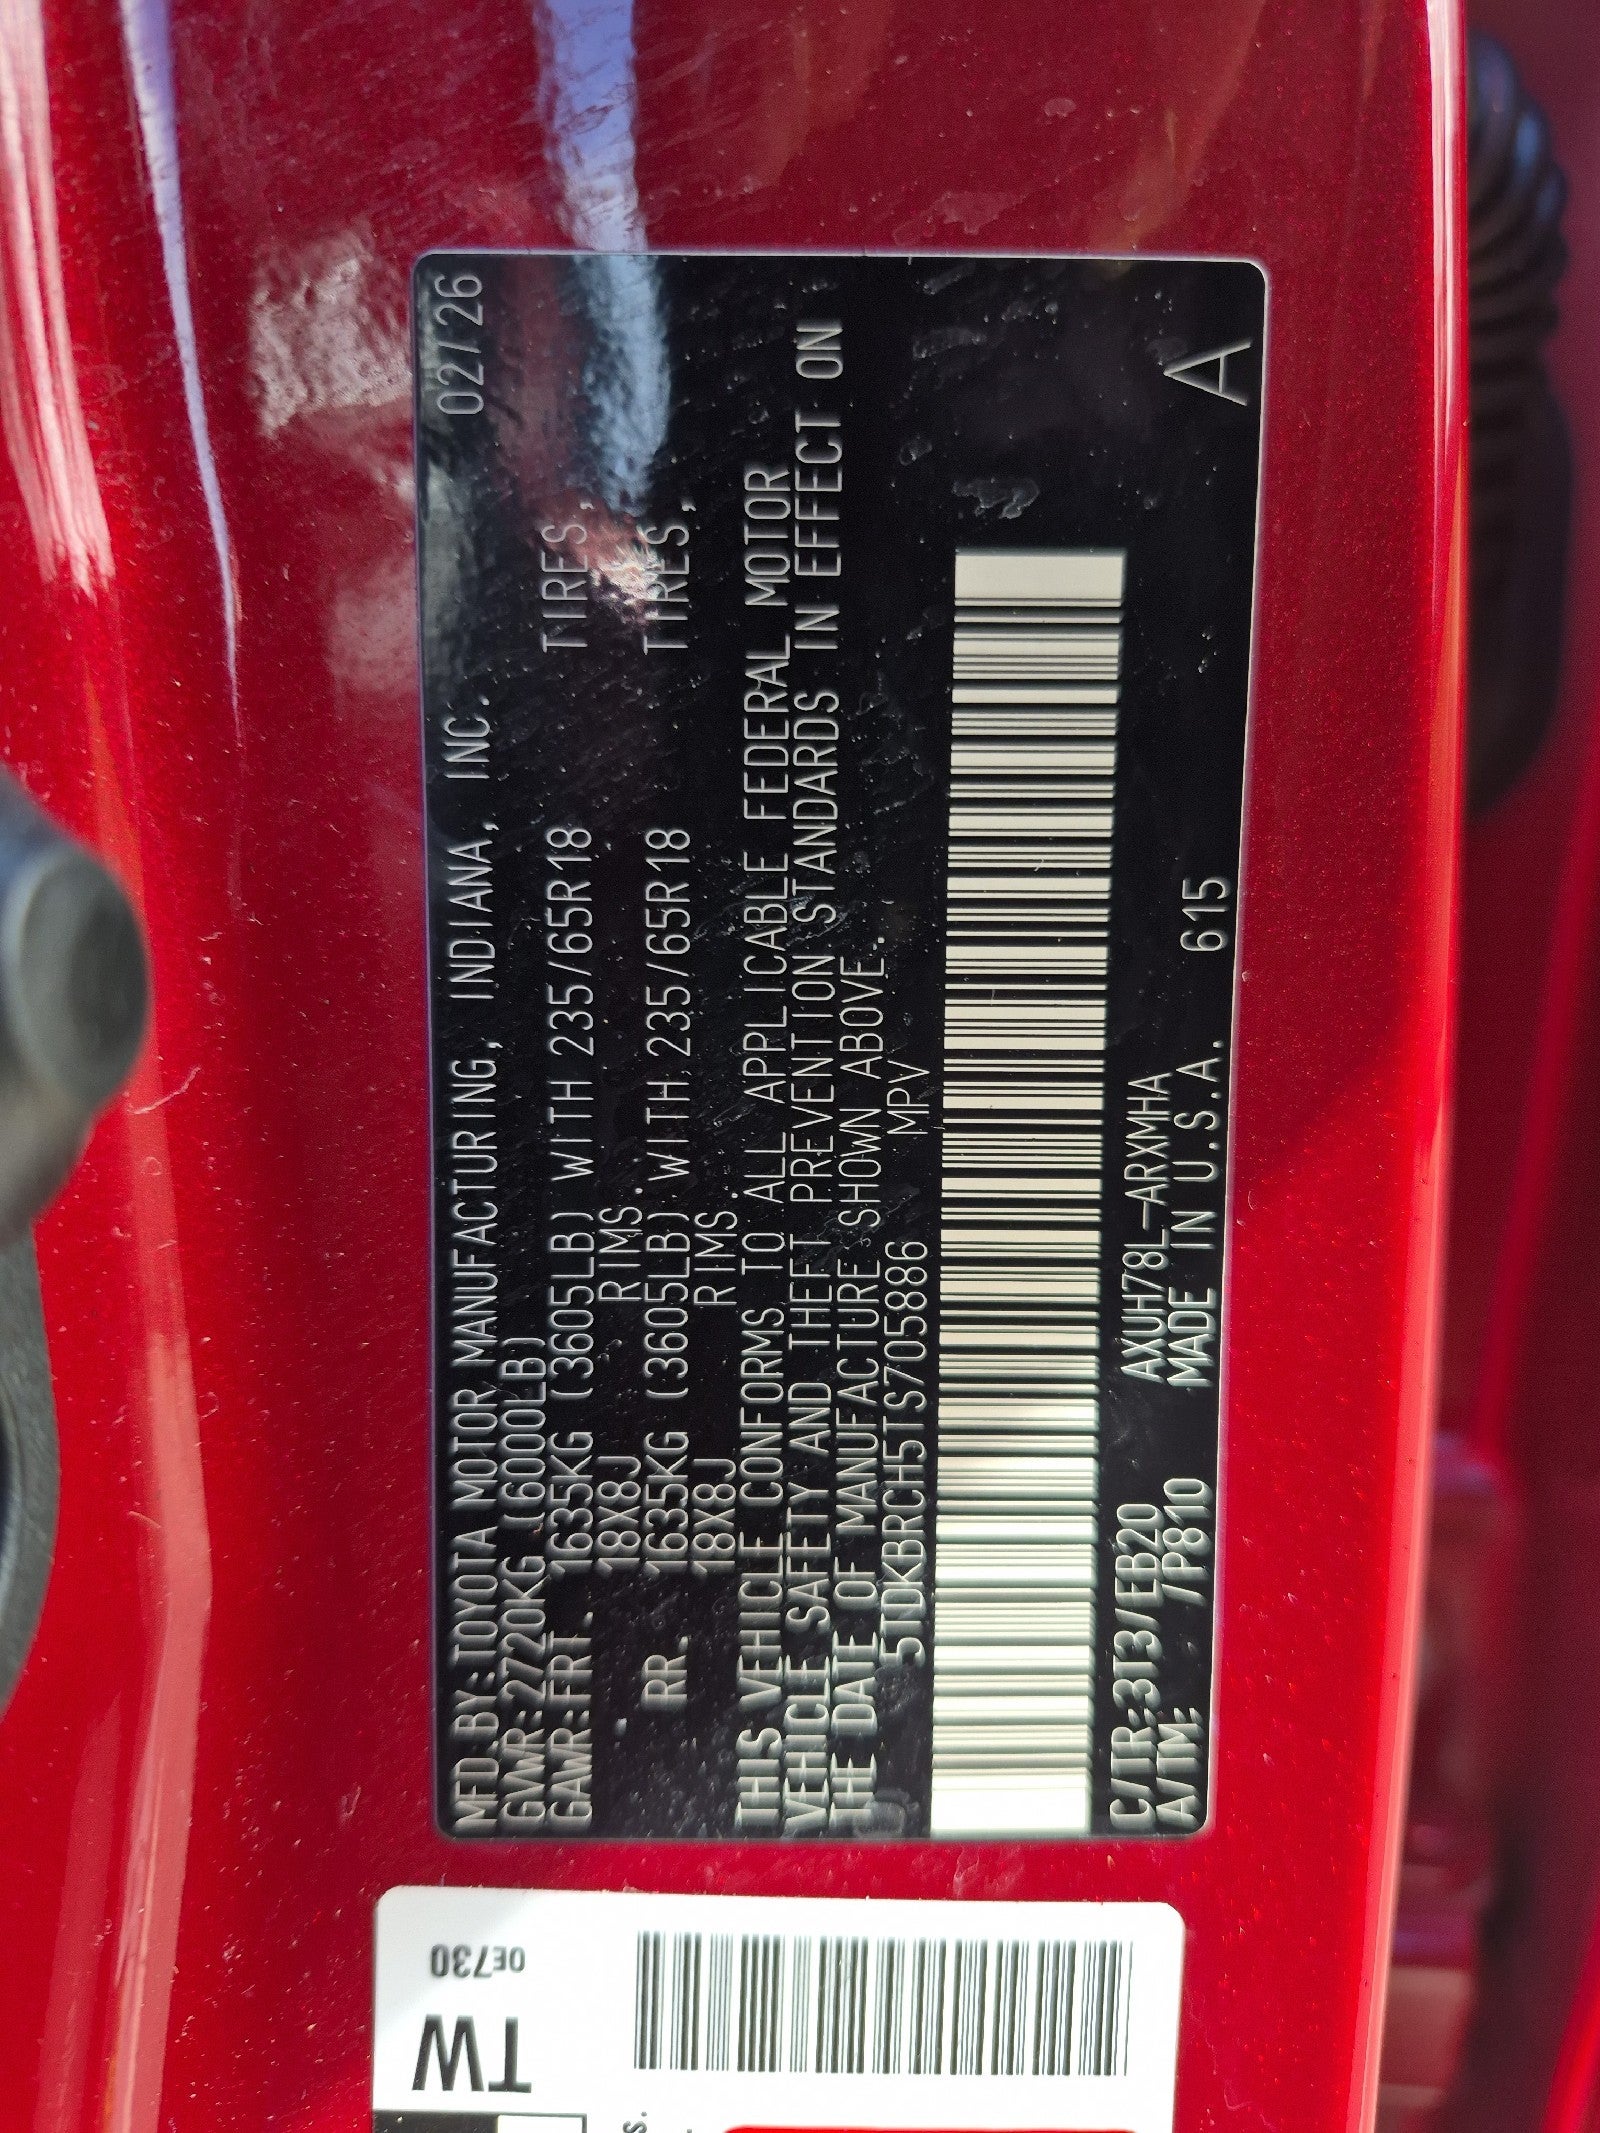 MFD.BY:TOYOTA MOTOR MANUFACTURING, INDIANA, INC. 02/26
GVWR:2720KG (6000LB)
GAWR:FRT. 1635KG (3605LB) WITH 235/65R18 TIRES,
18X8J RIMS.
RR. 1635KG (3605LB) WITH 235/65R18 TIRES,
18X8J RIMS.
THIS VEHICLE CONFORMS TO ALL APPLICABLE FEDERAL MOTOR
VEHICLE SAFETY AND THEFT PREVENTION STANDARDS IN EFFECT ON
THE DATE OF MANUFACTURE SHOWN ABOVE.
5TDKBRCH5TS705886 MPV
C/TR:3T3/EB20 AXUH78L-ARXMHA
A/TM: /P810 MADE IN U.S.A. 615 A
0E730
TW
s.